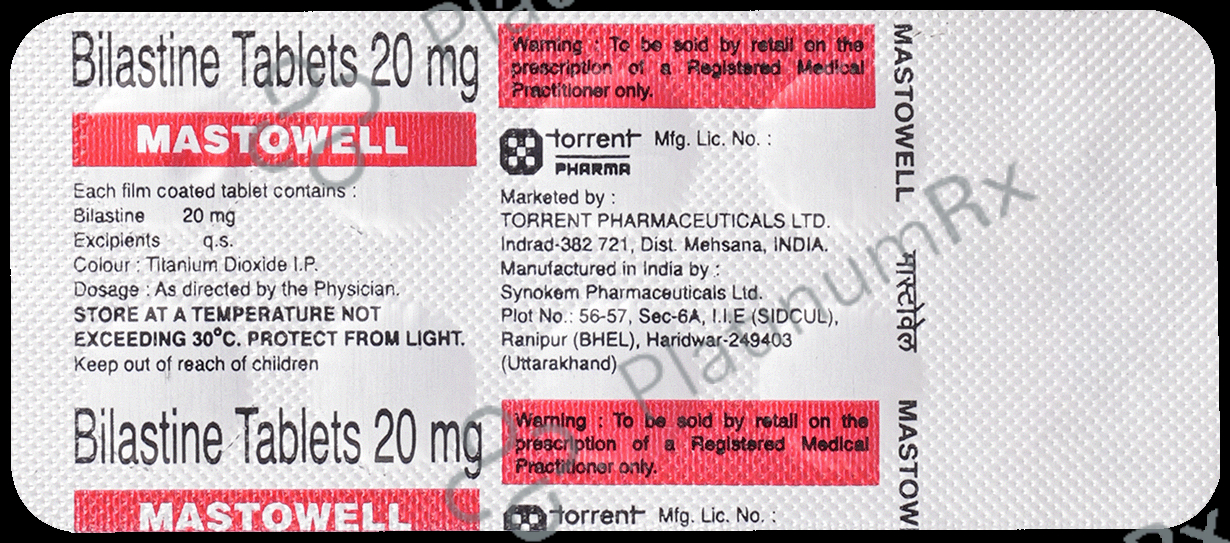 Bilastine Tablets 20 mg
MASTOWELL
Each film coated tablet contains :
Bilastine 20 mg
Excipients q.s.
Colour : Titanium Dioxide I.P.
Dosage : As directed by the Physician.
STORE AT A TEMPERATURE NOT
EXCEEDING 30°C. PROTECT FROM LIGHT.
Keep out of reach of children
Bilastine Tablets 20 mg
MASTOWELL
Warning : To be sold by retail on the
prescription of a Registered Medical
Practitioner only.
torrent
PHARMA
Mfg. Lic. No. :
Marketed by :
TORRENT PHARMACEUTICALS LTD.
Indrad-382 721, Dist. Mehsana, INDIA.
Manufactured in India by :
Synokem Pharmaceuticals Ltd.
Plot No.: 56-57, Sec-6A, I.I.E (SIDCUL),
Ranipur (BHEL), Haridwar-249403
(Uttarakhand)
Warning : To be sold by retail on the
prescription of a Registered Medical
Practitioner only.
torrent Mfg. Lic. No. :
MASTOWELL
मास्टोवेल
MASTOW
PlatinumRx
Platinum
Rx